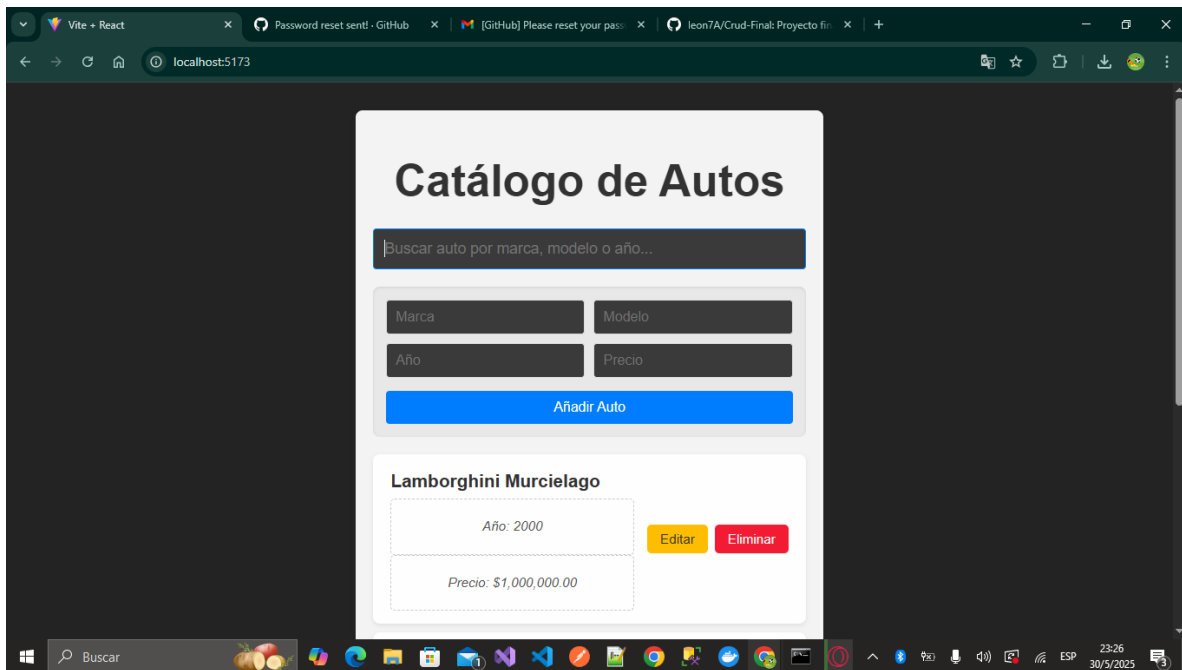 Vite + React
Password reset sent! · GitHub
[GitHub] Please reset your pass
leon7A/Crud-Final: Proyecto fin
localhost:5173
Catálogo de Autos
Buscar auto por marca, modelo o año...
Marca
Modelo
Año
Precio
Añadir Auto
Lamborghini Murcielago
Año: 2000
Editar
Eliminar
Precio: $1,000,000.00
Buscar
1
ESP
23:26
30/5/2025
3